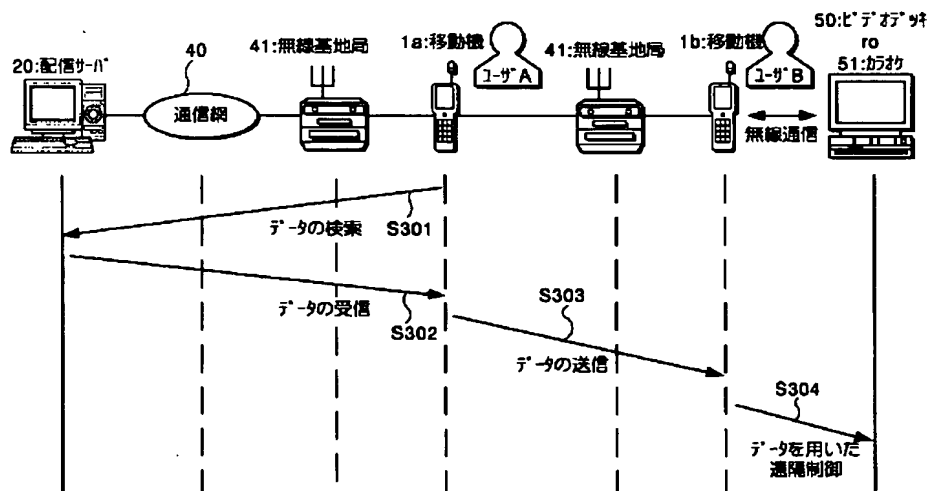 50:ビデオデッキ
ro
51:カラオケ
20:配信サーバ
40
通信網
41:無線基地局
1a:移動機
ユーザA
41:無線基地局
1b:移動機
ユーザB
無線通信
データの検索
S301
データの受信
S302
S303
データの送信
S304
データを用いた
遠隔制御